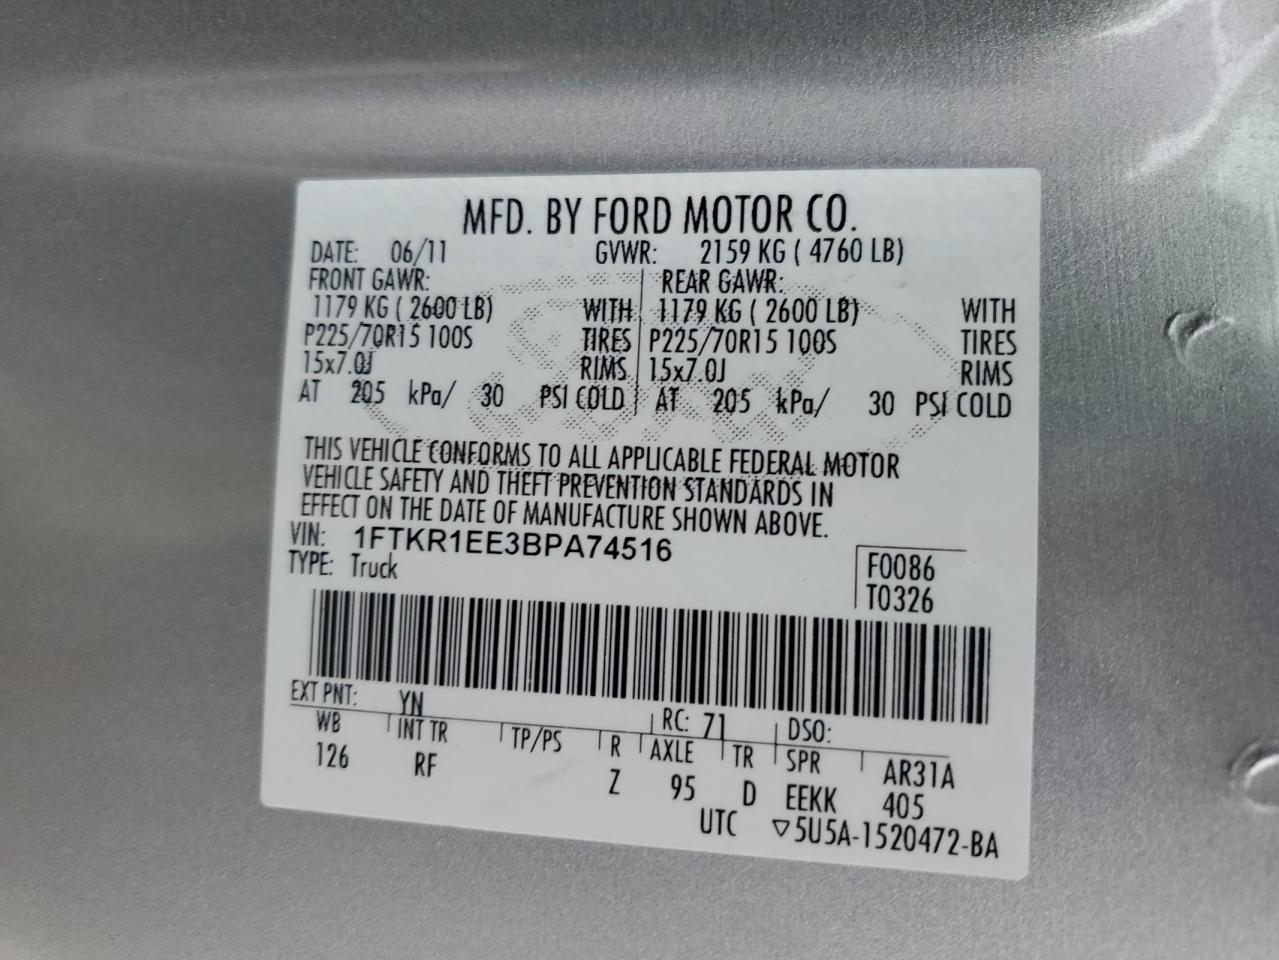 MFD. BY FORD MOTOR CO.
DATE: 06/11 GVWR: 2159 KG ( 4760 LB)
FRONT GAWR: REAR GAWR:
1179 KG ( 2600 LB) WITH 1179 KG ( 2600 LB) WITH
P225/70R15 100S TIRES P225/70R15 100S TIRES
15x7.0J RIMS 15x7.0J RIMS
AT 205 kPa/ 30 PSI COLD AT 205 kPa/ 30 PSI COLD
THIS VEHICLE CONFORMS TO ALL APPLICABLE FEDERAL MOTOR
VEHICLE SAFETY AND THEFT PREVENTION STANDARDS IN
EFFECT ON THE DATE OF MANUFACTURE SHOWN ABOVE.
VIN: 1FTKR1EE3BPA74516 F0086
TYPE: Truck T0326
EXT PNT: YN RC: 71 DSO:
WB INT TR TP/PS R AXLE TR SPR AR31A
126 RF Z 95 D EEKK 405
UTC ▽5U5A-1520472-BA